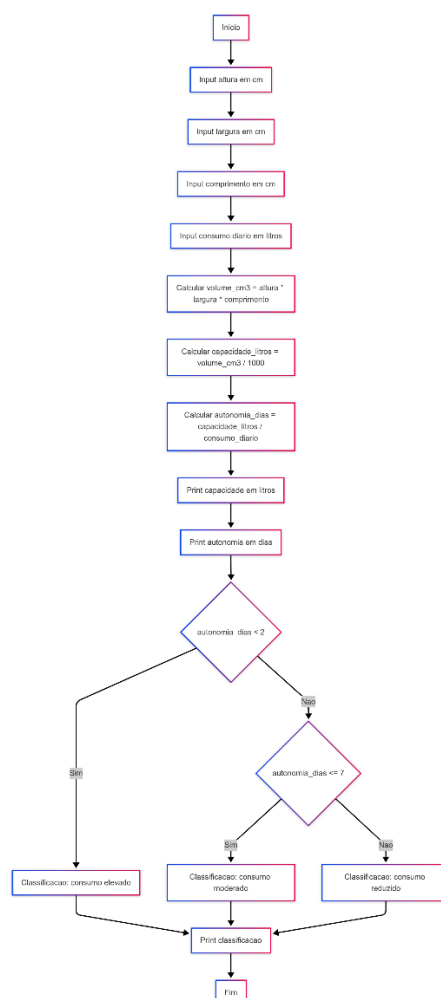 Inicio
Input altura em cm
Input largura em cm
Input comprimento em cm
Input consumo diario em litros
Calcular volume_cm3 = altura *
largura * comprimento
Calcular capacidade_litros =
volume_cm3 / 1000
Calcular autonomia_dias =
capacidade_litros /
consumo_diario
Print capacidade em litros
Print autonomia em dias
autonomia_dias < 2
Nao
Sim
autonomia_dias <= 7
Sim
Nao
Classificacao: consumo elevado
Classificacao: consumo
moderado
Classificacao: consumo
reduzido
Print classificacao
Fim